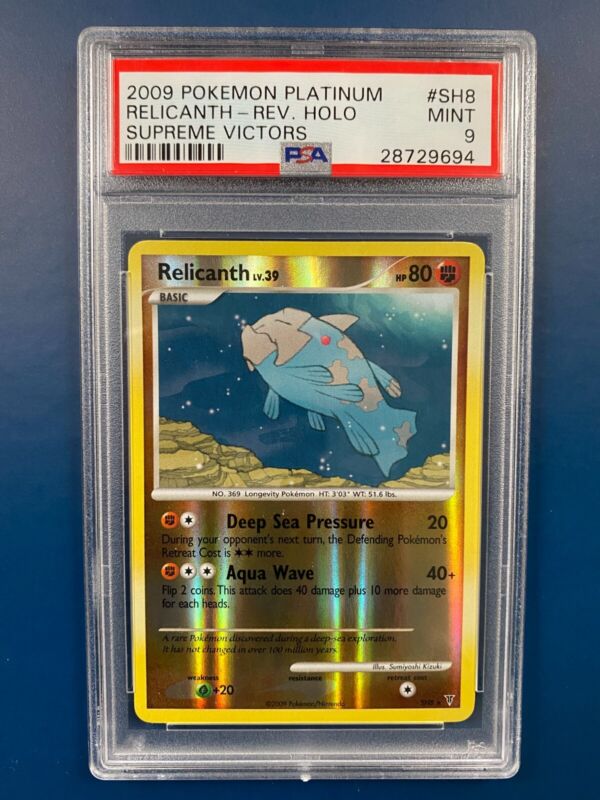 2009 POKEMON PLATINUM #SH8
RELICANTH - REV. HOLO MINT
SUPREME VICTORS 9
PSA 28729694
Relicanth LV.39 HP 80
BASIC
NO. 369 Longevity Pokémon HT: 3'03" WT: 51.6 lbs.
Deep Sea Pressure 20
During your opponent's next turn, the Defending Pokémon's
Retreat Cost is ✶✶ more.
Aqua Wave 40+
Flip 2 coins. This attack does 40 damage plus 10 more damage
for each heads.
A rare Pokémon discovered during a deep-sea exploration.
It has not changed in over 100 million years.
Illus. Sumiyoshi Kizuki
weakness resistance retreat cost
+20
©2009 Pokémon/Nintendo SH8